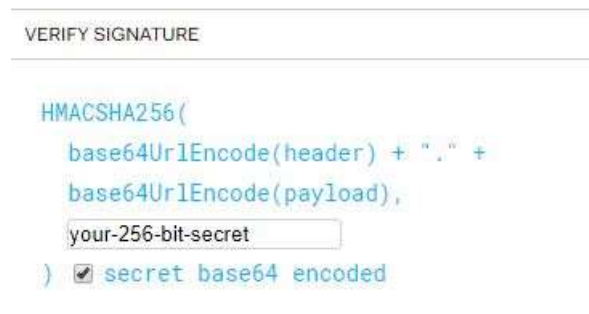 VERIFY SIGNATURE
HMACSHA256(
base64UrlEncode(header) + "." +
base64UrlEncode(payload),
your-256-bit-secret
) secret base64 encoded